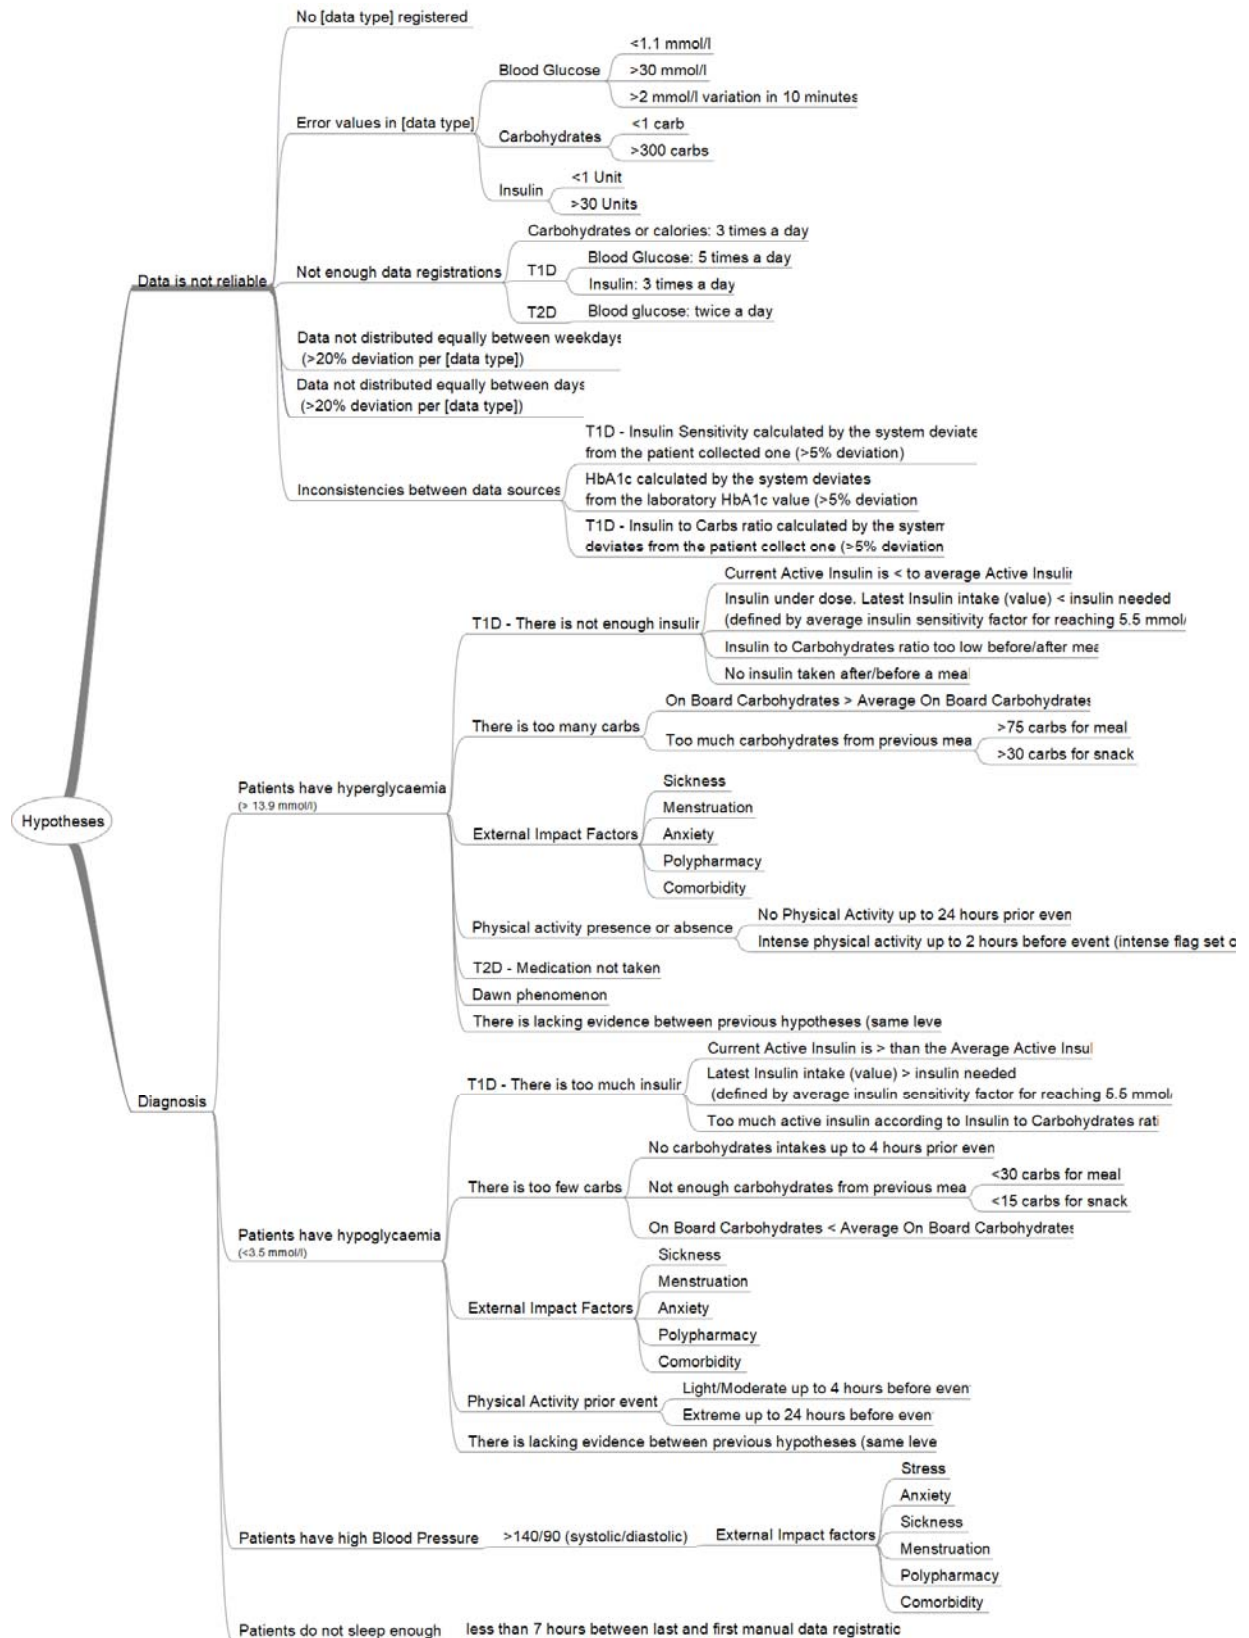 No [data type] registered
<1.1 mmol/l
Blood Glucose
>30 mmol/l
>2 mmol/l variation in 10 minutes
Error values in [data type]
<1 carb
Carbohydrates
>300 carbs
<1 Unit
Insulin
>30 Units
Carbohydrates or calories: 3 times a day
Data is not reliable
Not enough data registrations
T1D
Blood Glucose: 5 times a day
Insulin: 3 times a day
T2D
Blood glucose: twice a day
Data not distributed equally between weekdays
(>20% deviation per [data type])
Data not distributed equally between days
(>20% deviation per [data type])
T1D - Insulin Sensitivity calculated by the system deviate
from the patient collected one (>5% deviation)
Inconsistencies between data sources
HbA1c calculated by the system deviates
from the laboratory HbA1c value (>5% deviation
T1D - Insulin to Carbs ratio calculated by the system
deviates from the patient collect one (>5% deviation
Current Active Insulin is < to average Active Insulin
T1D - There is not enough insulin
Insulin under dose. Latest Insulin intake (value) < insulin needed
(defined by average insulin sensitivity factor for reaching 5.5 mmol/
Insulin to Carbohydrates ratio too low before/after mea
No insulin taken after/before a meal
On Board Carbohydrates > Average On Board Carbohydrates
There is too many carbs
Too much carbohydrates from previous mea
>75 carbs for meal
>30 carbs for snack
Patients have hyperglycaemia
(> 13.9 mmol/l)
Sickness
Menstruation
External Impact Factors
Anxiety
Polypharmacy
Comorbidity
Hypotheses
Physical activity presence or absence
No Physical Activity up to 24 hours prior even
Intense physical activity up to 2 hours before event (intense flag set o
T2D - Medication not taken
Dawn phenomenon
There is lacking evidence between previous hypotheses (same leve
Diagnosis
Current Active Insulin is > than the Average Active Insul
T1D - There is too much insulin
Latest Insulin intake (value) > insulin needed
(defined by average insulin sensitivity factor for reaching 5.5 mmol/
Too much active insulin according to Insulin to Carbohydrates rati
No carbohydrates intakes up to 4 hours prior even
There is too few carbs
Not enough carbohydrates from previous mea
<30 carbs for meal
<15 carbs for snack
On Board Carbohydrates < Average On Board Carbohydrates
Patients have hypoglycaemia
(<3.5 mmol/l)
Sickness
Menstruation
External Impact Factors
Anxiety
Polypharmacy
Comorbidity
Physical Activity prior event
Light/Moderate up to 4 hours before even
Extreme up to 24 hours before even
There is lacking evidence between previous hypotheses (same leve
Patients have high Blood Pressure
>140/90 (systolic/diastolic)
External Impact factors
Stress
Anxiety
Sickness
Menstruation
Polypharmacy
Comorbidity
Patients do not sleep enough
less than 7 hours between last and first manual data registratic